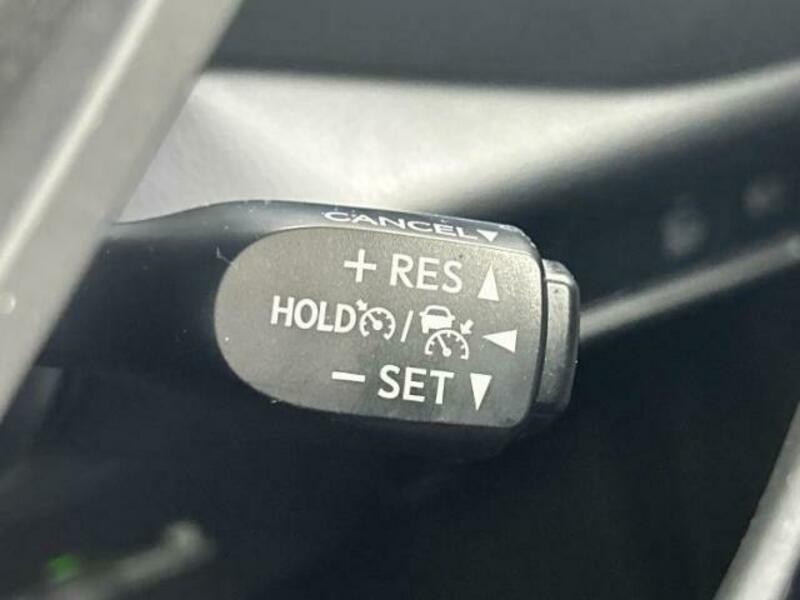 CANCEL▼
+ RES ▲
HOLD / ◀
− SET ▼